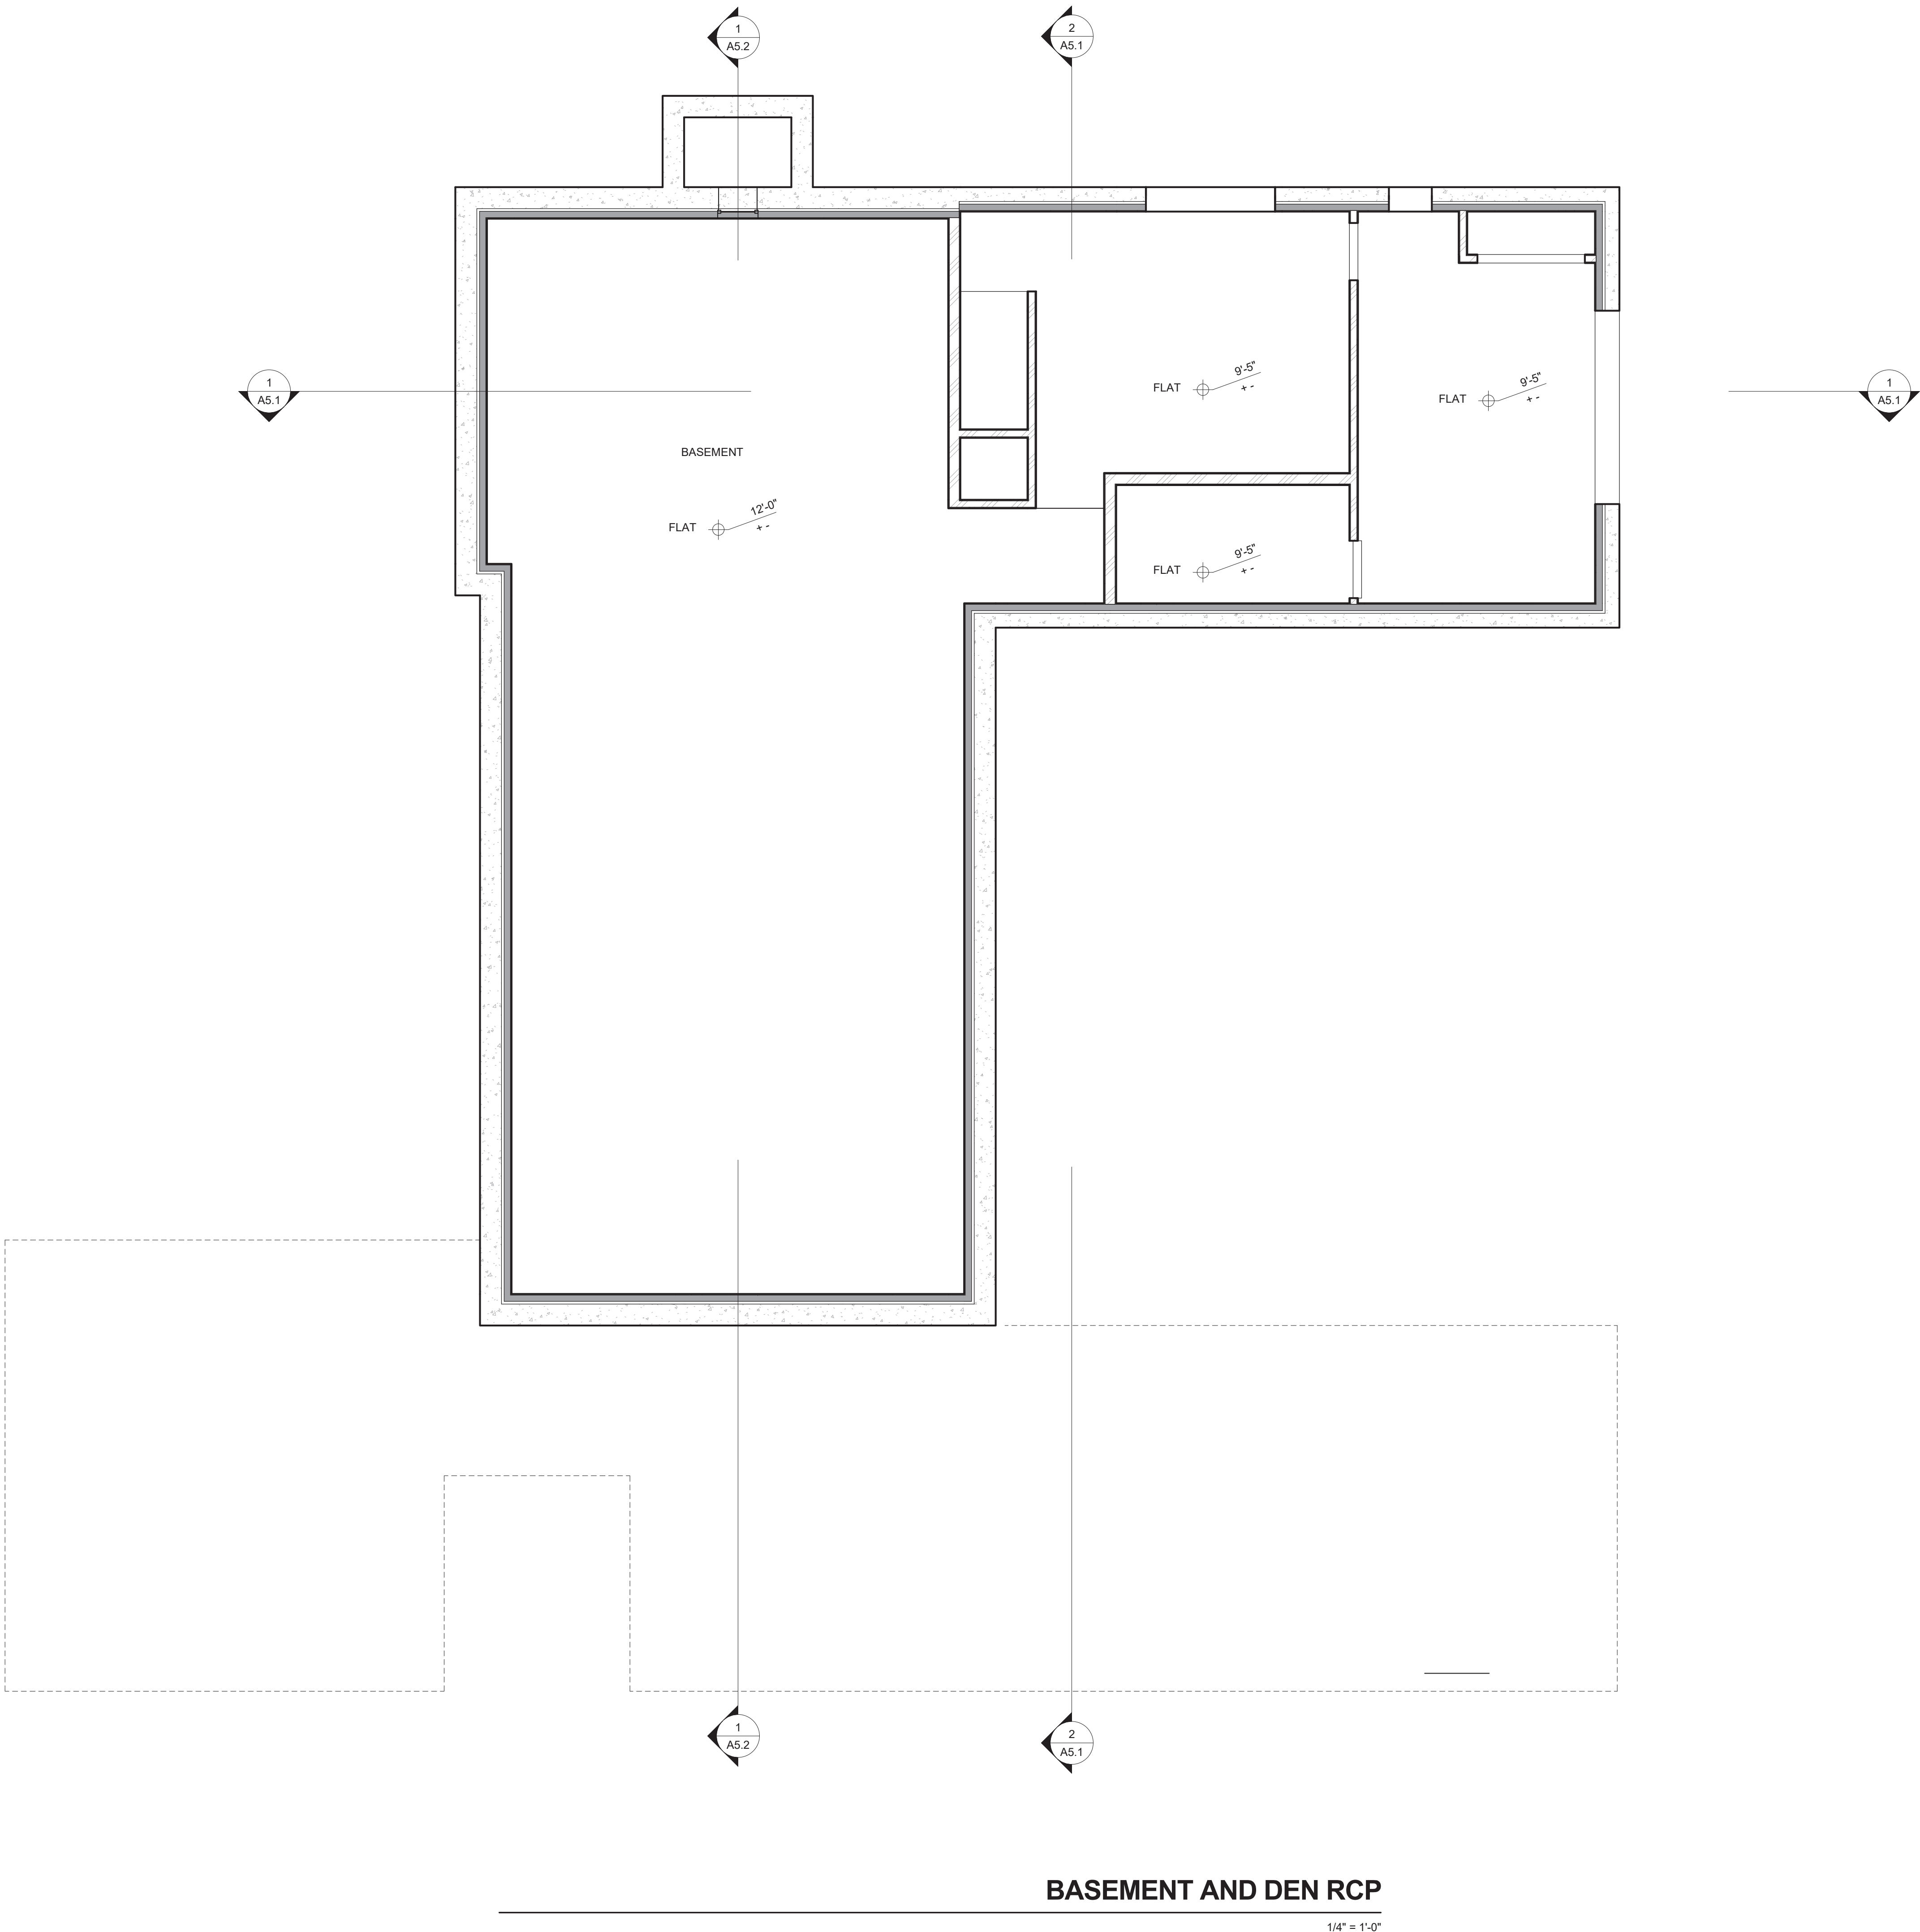 1
A5.2
2
A5.1
1
A5.1
1
A5.1
BASEMENT
FLAT
12'-0"
+ -
FLAT
9'-5"
+ -
FLAT
9'-5"
+ -
FLAT
9'-5"
+ -
1
A5.2
2
A5.1
BASEMENT AND DEN RCP
1/4" = 1'-0"